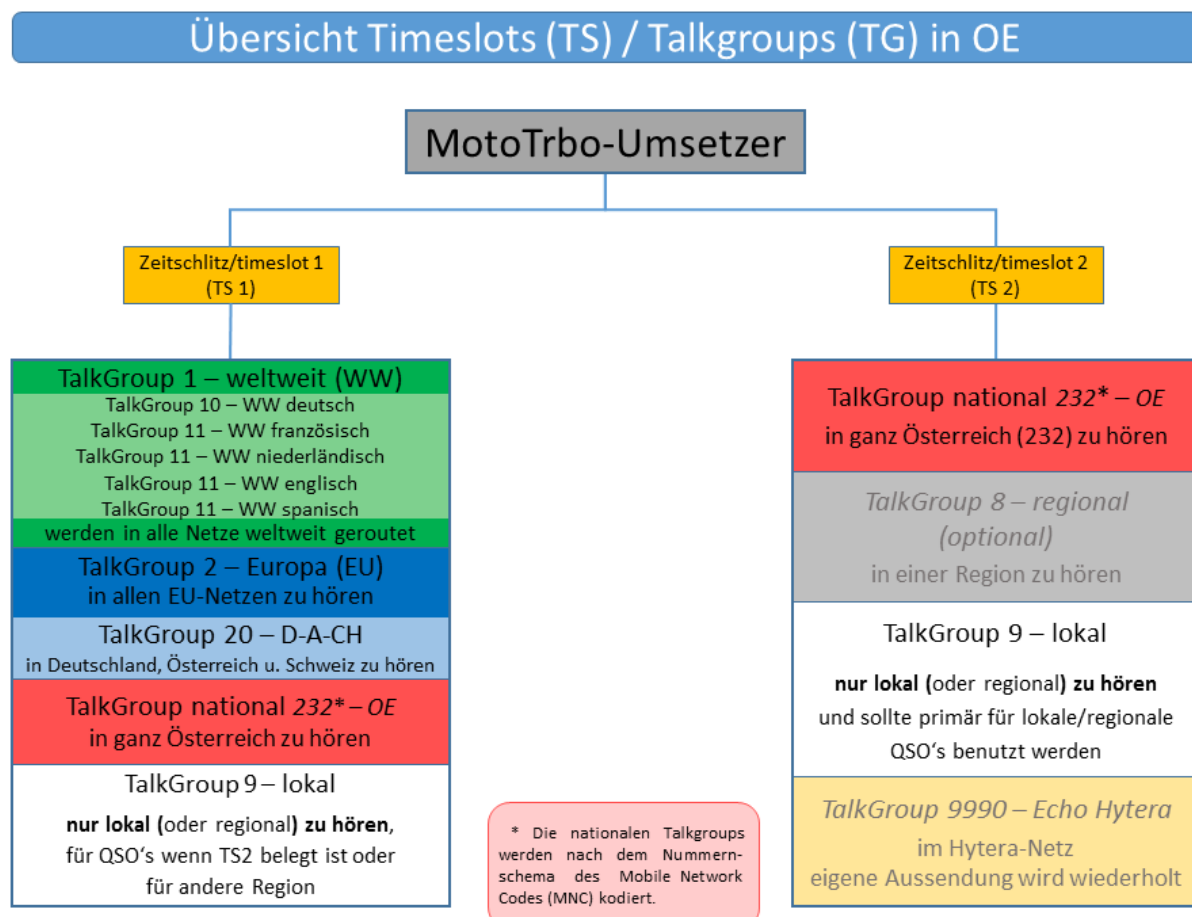 Übersicht Timeslots (TS) / Talkgroups (TG) in OE
MotoTrbo-Umsetzer
Zeitschlitz/timeslot 1
(TS 1)
Zeitschlitz/timeslot 2
(TS 2)
TalkGroup 1 – weltweit (WW)
TalkGroup 10 – WW deutsch
TalkGroup 11 – WW französisch
TalkGroup 11 – WW niederländisch
TalkGroup 11 – WW englisch
TalkGroup 11 – WW spanisch
werden in alle Netze weltweit geroutet
TalkGroup 2 – Europa (EU)
in allen EU-Netzen zu hören
TalkGroup 20 – D-A-CH
in Deutschland, Österreich u. Schweiz zu hören
TalkGroup national 232* – OE
in ganz Österreich zu hören
TalkGroup 9 – lokal
nur lokal (oder regional) zu hören,
für QSO‘s wenn TS2 belegt ist oder
für andere Region
TalkGroup national 232* – OE
in ganz Österreich (232) zu hören
TalkGroup 8 – regional
(optional)
in einer Region zu hören
TalkGroup 9 – lokal
nur lokal (oder regional) zu hören
und sollte primär für lokale/regionale
QSO‘s benutzt werden
TalkGroup 9990 – Echo Hytera
im Hytera-Netz
eigene Aussendung wird wiederholt
* Die nationalen Talkgroups
werden nach dem Nummern-
schema des Mobile Network
Codes (MNC) kodiert.